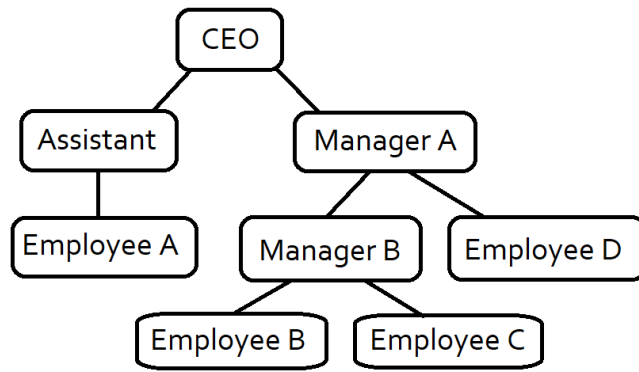 CEO
Assistant
Manager A
Employee A
Manager B
Employee D
Employee B
Employee C